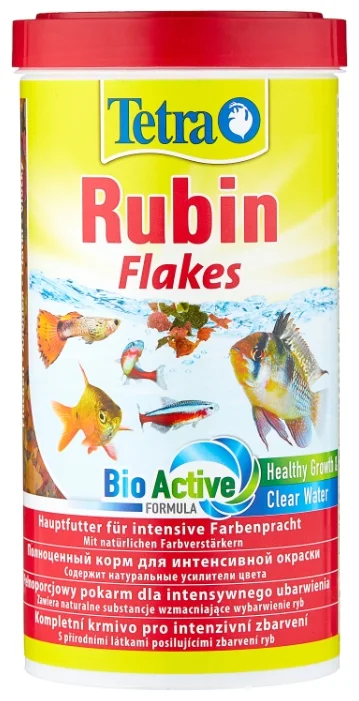 Tetra
Rubin
Flakes
Bio Active
FORMULA
Healthy Growth &
Clear Water
Hauptfutter für intensive Farbenpracht
Mit natürlichen Farbverstärkern
Полноценный корм для интенсивной окраски
Содержит натуральные усилители цвета
Pełnoporcjowy pokarm dla intensywnego ubarwienia
Zawiera naturalne substancje wzmacniające wybarwienie ryb
Kompletní krmivo pro intenzivní zbarvení
S přírodními látkami posilujícími zbarvení ryb